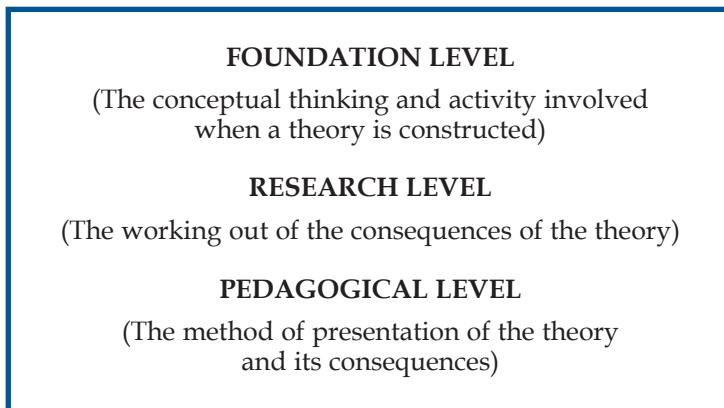 FOUNDATION LEVEL
(The conceptual thinking and activity involved
when a theory is constructed)
RESEARCH LEVEL
(The working out of the consequences of the theory)
PEDAGOGICAL LEVEL
(The method of presentation of the theory
and its consequences)